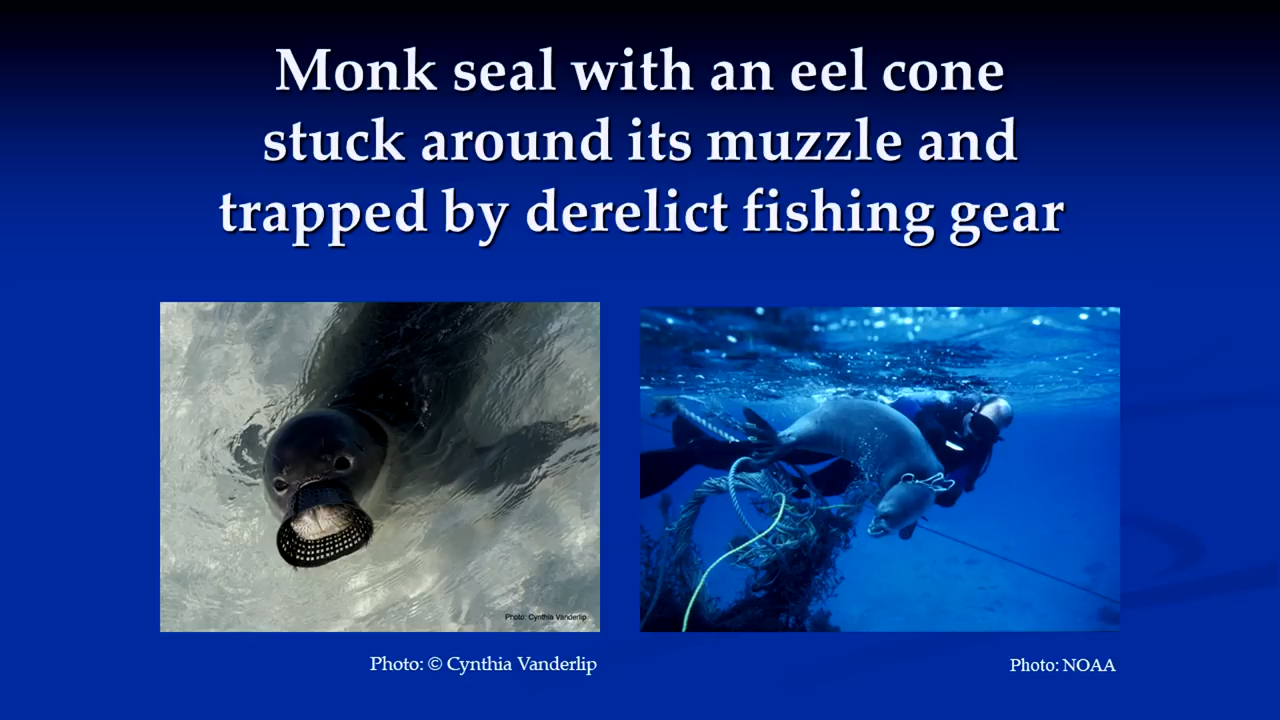 Monk seal with an eel cone
stuck around its muzzle and
trapped by derelict fishing gear
Photo: Cynthia Vanderlip
Photo: © Cynthia Vanderlip
Photo: NOAA